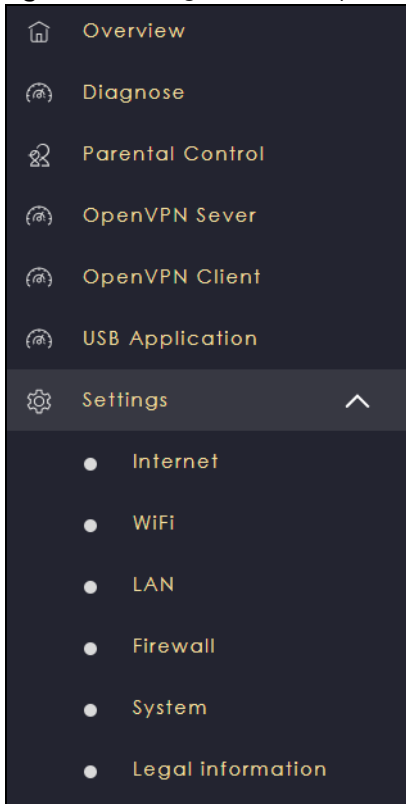 Overview
Diagnose
Parental Control
OpenVPN Sever
OpenVPN Client
USB Application
Settings
Internet
WiFi
LAN
Firewall
System
Legal information